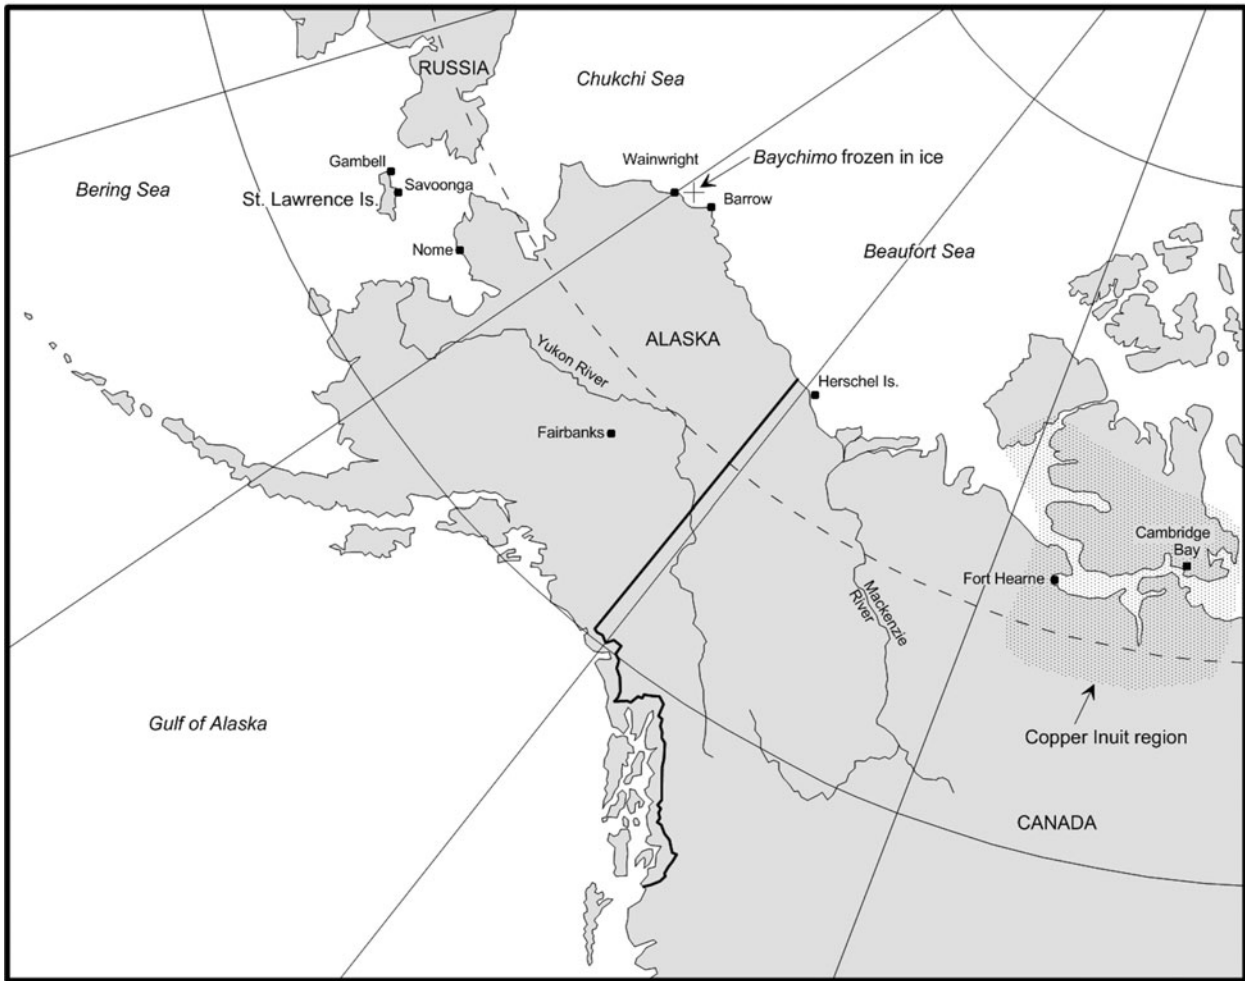 RUSSIA
Chukchi Sea
Wainwright
Baychimo frozen in ice
Gambell
Bering Sea
Savoonga
St. Lawrence Is.
Barrow
Nome
Beaufort Sea
ALASKA
Yukon River
Herschel Is.
Fairbanks
Cambridge
Bay
Fort Hearne
Mackenzie
River
Gulf of Alaska
Copper Inuit region
CANADA